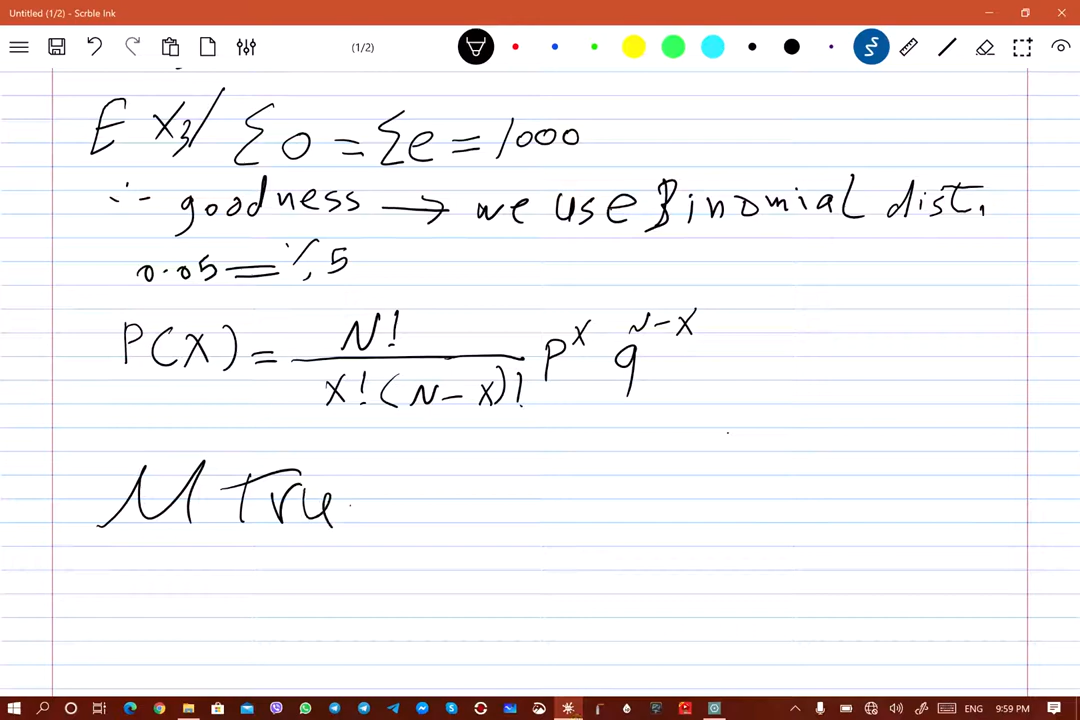 Untitled (1/2) - Scrble Ink
(1/2)
Ex3/ Σo = Σe = 1000
∴ goodness → we use Binomial dist.
0.05 = %5
P(X) = N! / X!(N-X)! P^X q^N-X
M tru
ENG 9:59 PM